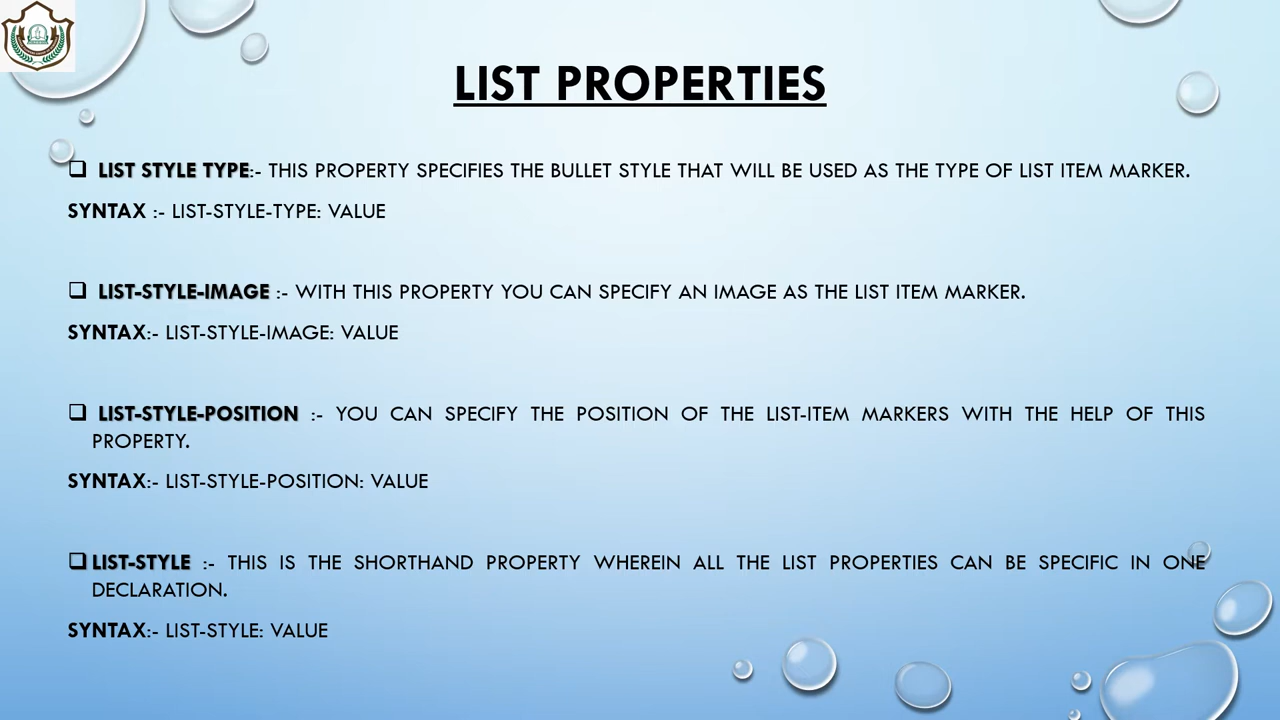 LIST PROPERTIES
❑ LIST STYLE TYPE:- THIS PROPERTY SPECIFIES THE BULLET STYLE THAT WILL BE USED AS THE TYPE OF LIST ITEM MARKER.
SYNTAX :- LIST-STYLE-TYPE: VALUE
❑ LIST-STYLE-IMAGE :- WITH THIS PROPERTY YOU CAN SPECIFY AN IMAGE AS THE LIST ITEM MARKER.
SYNTAX:- LIST-STYLE-IMAGE: VALUE
❑ LIST-STYLE-POSITION :- YOU CAN SPECIFY THE POSITION OF THE LIST-ITEM MARKERS WITH THE HELP OF THIS
PROPERTY.
SYNTAX:- LIST-STYLE-POSITION: VALUE
❑ LIST-STYLE :- THIS IS THE SHORTHAND PROPERTY WHEREIN ALL THE LIST PROPERTIES CAN BE SPECIFIC IN ONE
DECLARATION.
SYNTAX:- LIST-STYLE: VALUE